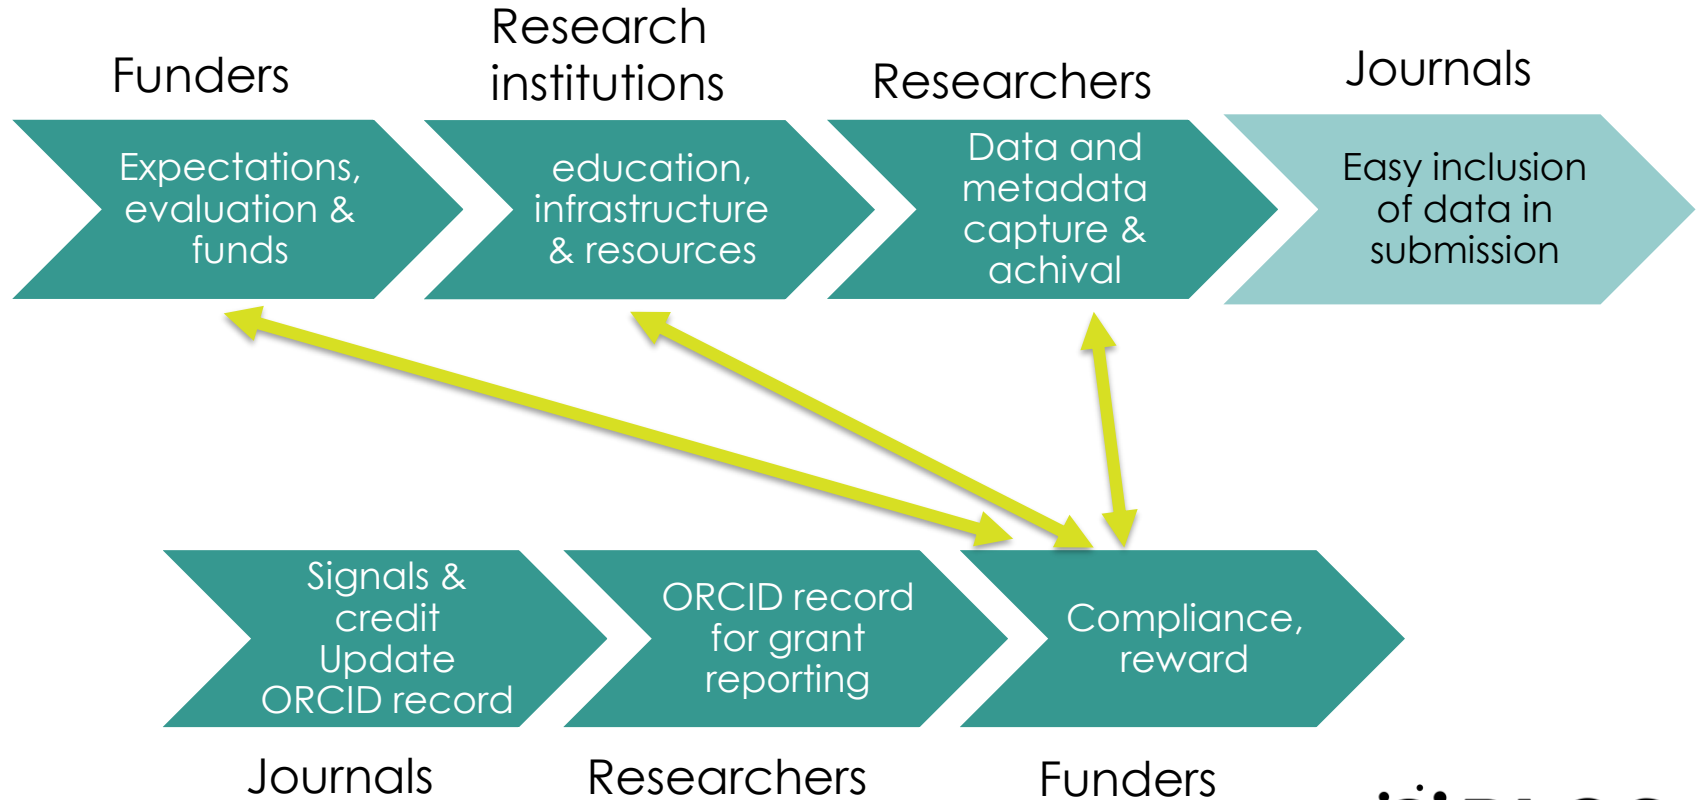 Funders
Research
institutions
Researchers
Journals
Expectations,
evaluation &
funds
education,
infrastructure
& resources
Data and
metadata
capture &
achival
Easy inclusion
of data in
submission
Signals &
credit
Update
ORCID record
ORCID record
for grant
reporting
Compliance,
reward
Journals
Researchers
Funders